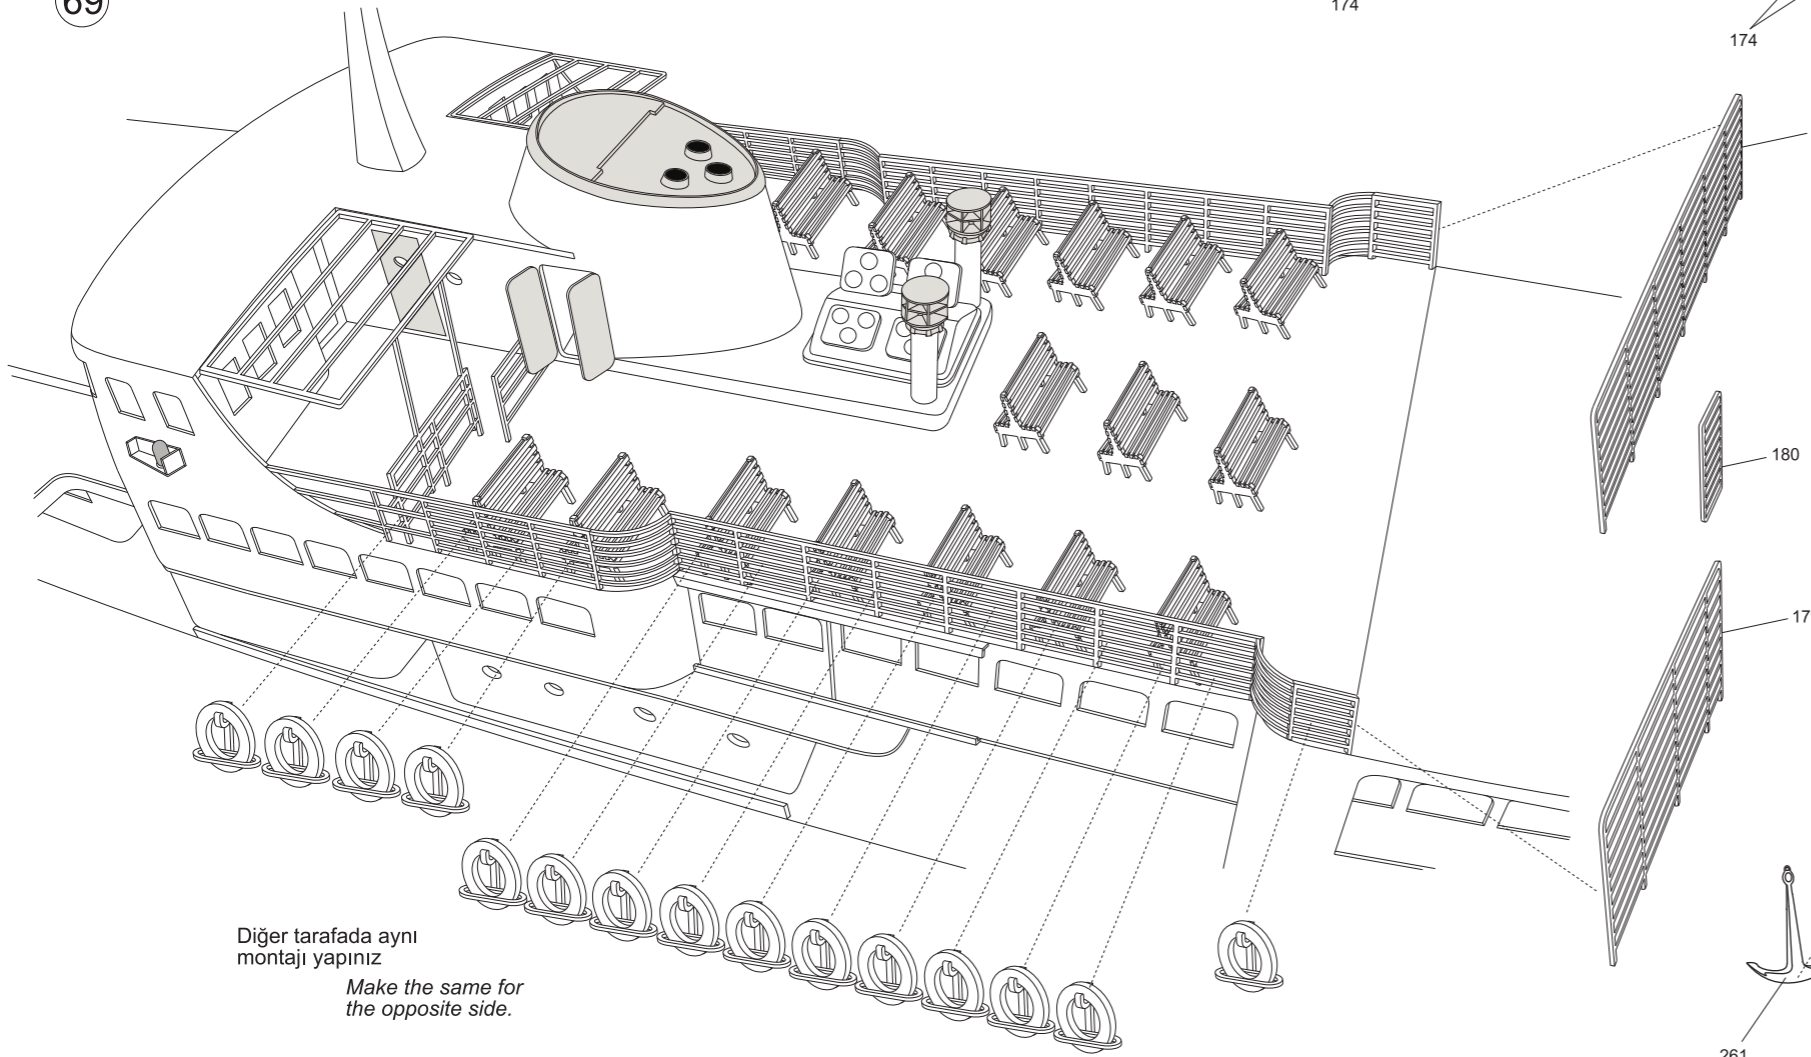 69
174
174
180
17
Diğer tarafada aynı
montajı yapınız
Make the same for
the opposite side.
261